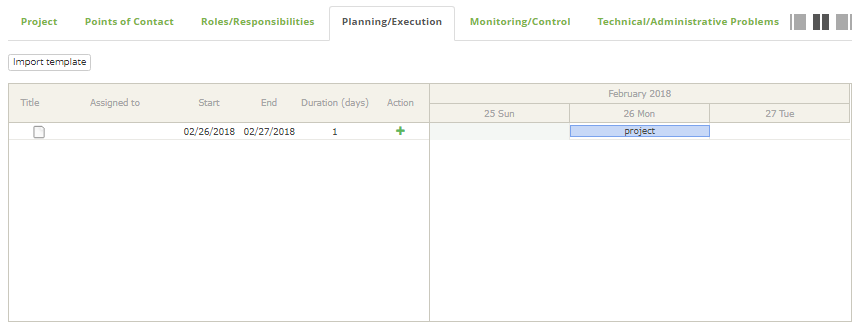 Project Points of Contact Roles/Responsibilities Planning/Execution Monitoring/Control Technical/Administrative Problems
Import template
February 2018
Title Assigned to Start End Duration (days) Action
25 Sun 26 Mon 27 Tue
02/26/2018 02/27/2018 1 project